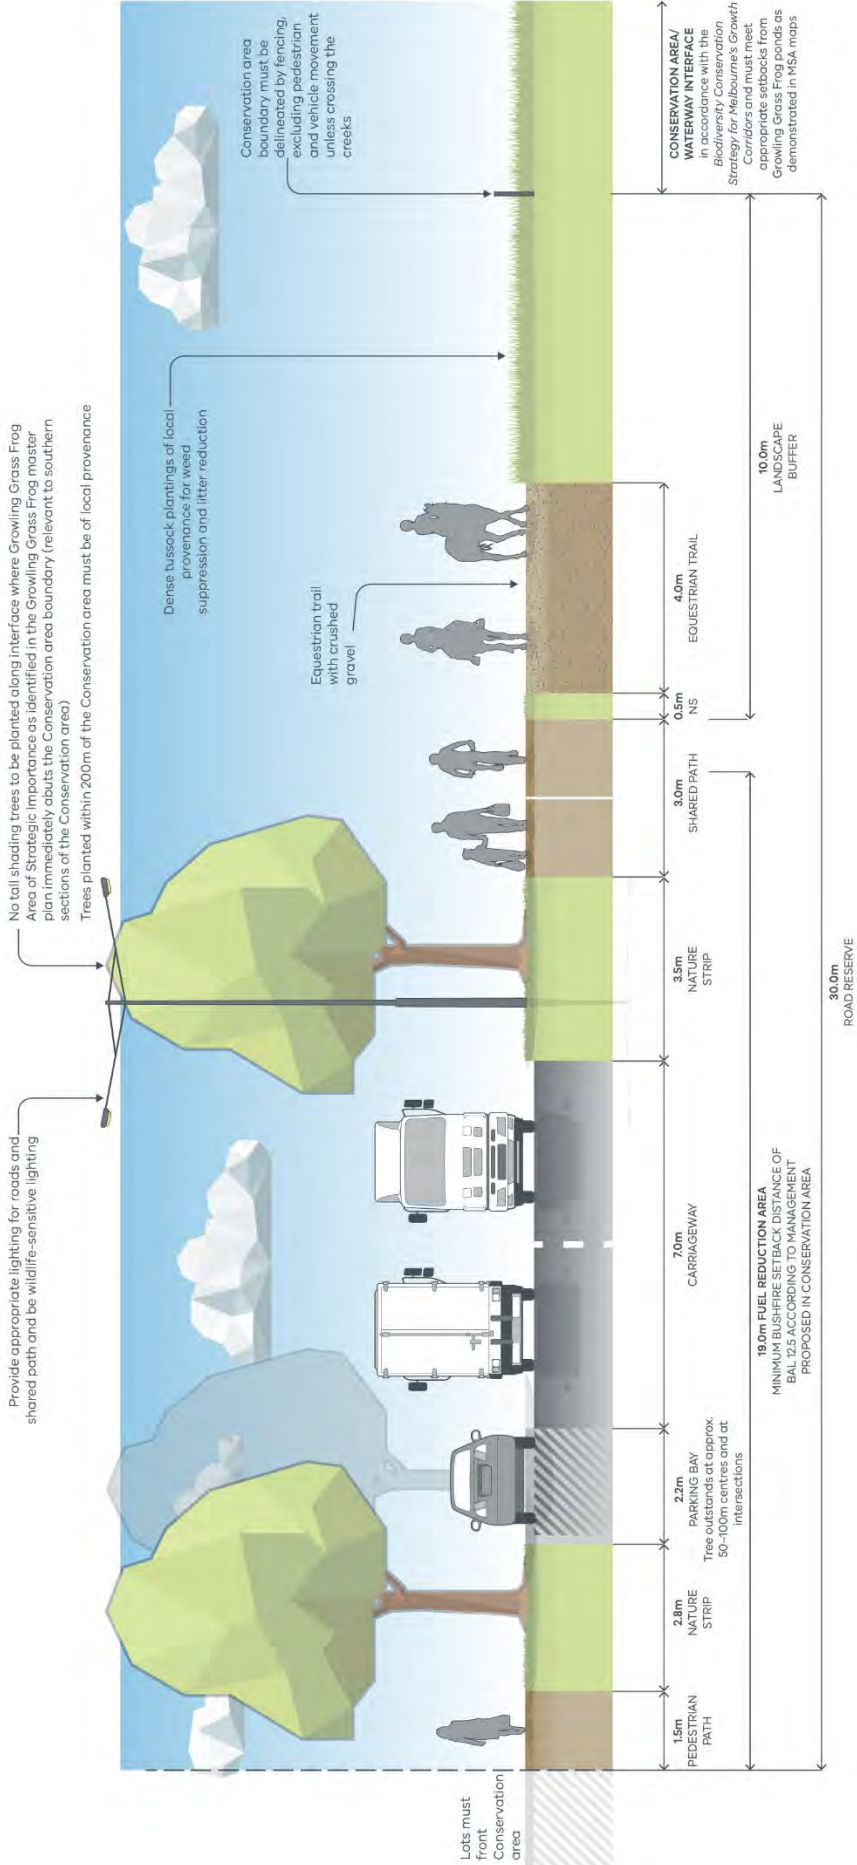 Provide appropriate lighting for roads and
shared path and be wildlife-sensitive lighting
No tall shading trees to be planted along interface where Growling Grass Frog
Area of Strategic Importance as identified in the Growling Grass Frog master
plan immediately abuts the Conservation area boundary (relevant to southern
sections of the Conservation area)
Trees planted within 200m of the Conservation area must be of local provenance
Dense tussock plantings of local
provenance for weed
suppression and litter reduction
Conservation area
boundary must be
delineated by fencing,
excluding pedestrian
and vehicle movement
unless crossing the
creeks
Equestrian trail
with crushed
gravel
Lots must
front
Conservation
area
1.5m
PEDESTRIAN
PATH
2.8m
NATURE
STRIP
2.2m
PARKING BAY
Tree outstands at approx.
50-100m centres and at
intersections
7.0m
CARRIAGEWAY
3.5m
NATURE
STRIP
3.0m
SHARED PATH
0.5m
NS
4.0m
EQUESTRIAN TRAIL
CONSERVATION AREA/
WATERWAY INTERFACE
in accordance with the
Biodiversity Conservation
Strategy for Melbourne's Growth
Corridors and must meet
appropriate setbacks from
Growling Grass Frog ponds as
demonstrated in MSA maps
19.0m FUEL REDUCTION AREA
MINIMUM BUSHFIRE SETBACK DISTANCE OF
BAL 12.5 ACCORDING TO MANAGEMENT
PROPOSED IN CONSERVATION AREA
10.0m
LANDSCAPE
BUFFER
30.0m
ROAD RESERVE